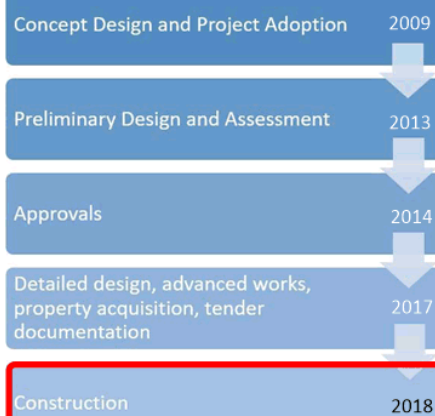 Concept Design and Project Adoption 2009
Preliminary Design and Assessment 2013
Approvals 2014
Detailed design, advanced works,
property acquisition, tender 2017
documentation
Construction 2018